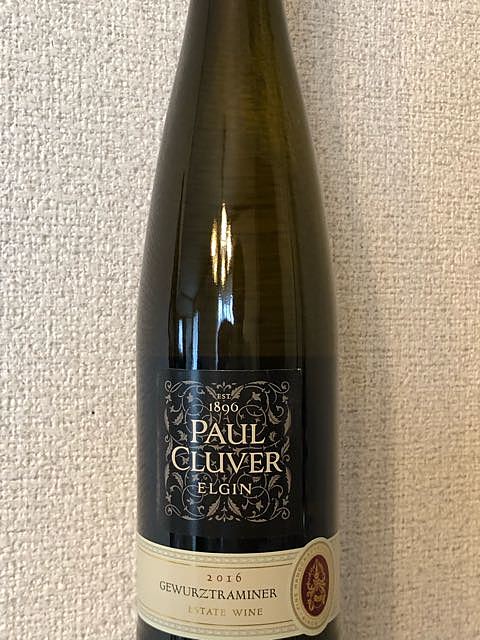 EST.
1896
PAUL
CLUVER
ELGIN
2016
GEWURZTRAMINER
ESTATE WINE